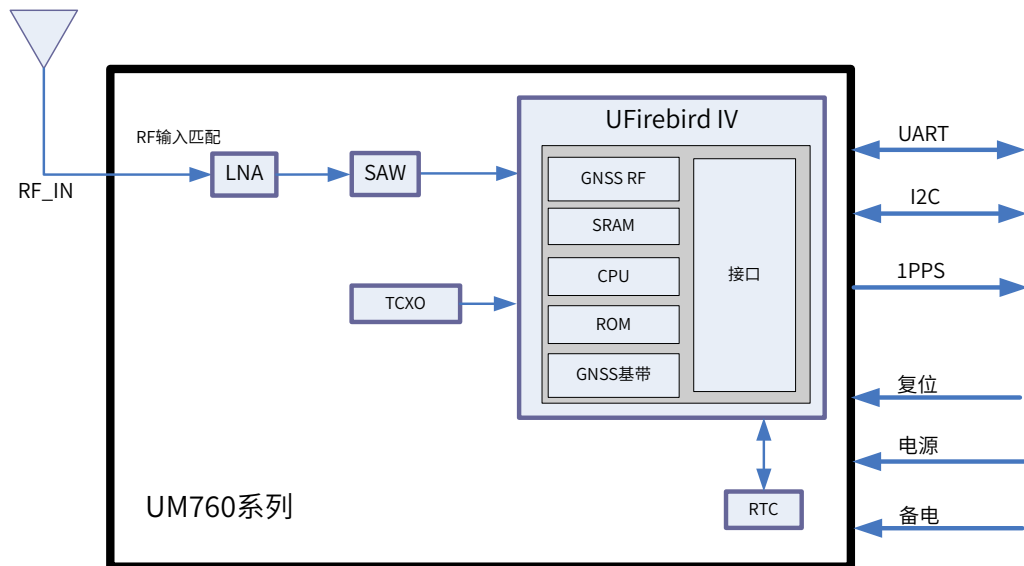 UFirebird IV
RF输入匹配
UART
LNA
SAW
GNSS RF
RF_IN
I2C
SRAM
1PPS
CPU
接口
TCXO
ROM
GNSS基带
复位
电源
UM760系列
RTC
备电